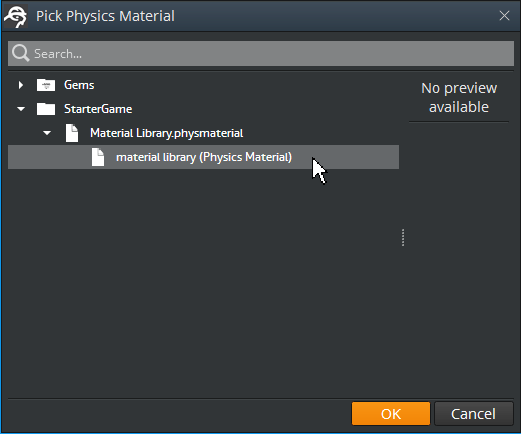 Pick Physics Material
Search...
Gems
StarterGame
Material Library.physmaterial
material library (Physics Material)
No preview
available
OK
Cancel